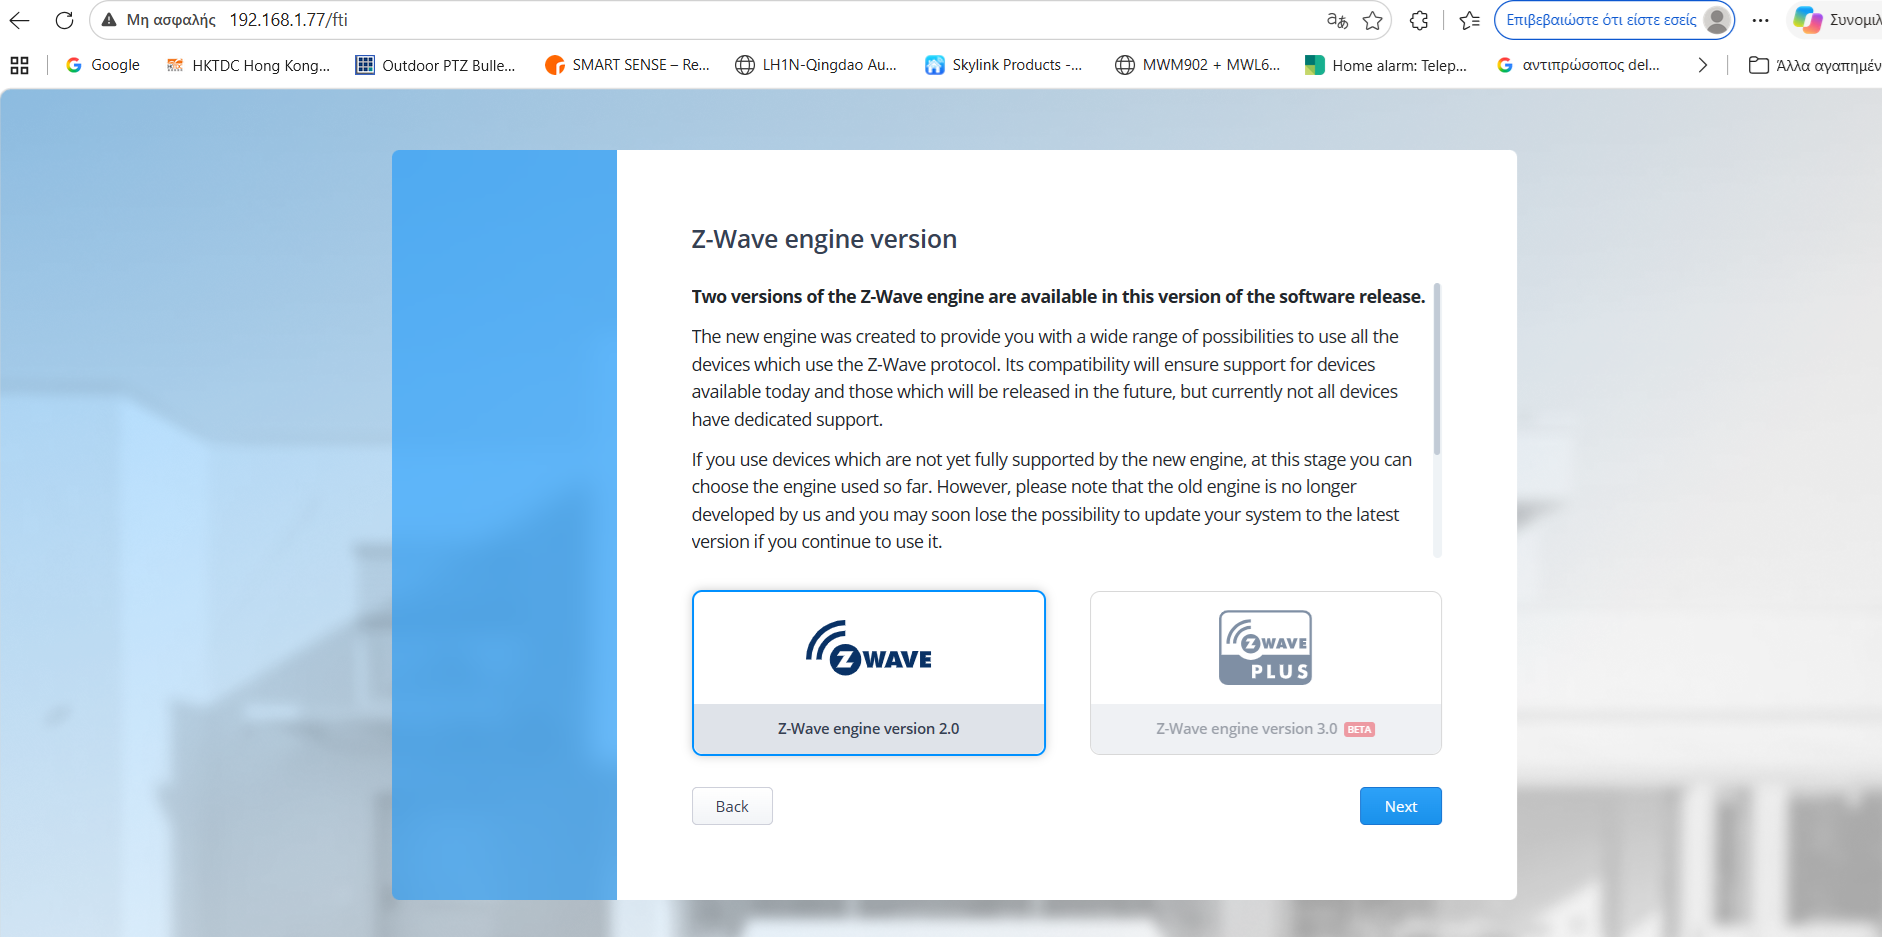 Μη ασφαλής 192.168.1.77/fti
Επιβεβαιώστε ότι είστε εσείς
Google
HKTDC Hong Kong...
Outdoor PTZ Bulle...
SMART SENSE – Re...
LH1N-Qingdao Au...
Skylink Products -...
MWM902 + MWL6...
Home alarm: Telep...
αντιπρόσωπος del...
Z-Wave engine version
Two versions of the Z-Wave engine are available in this version of the software release.
The new engine was created to provide you with a wide range of possibilities to use all the
devices which use the Z-Wave protocol. Its compatibility will ensure support for devices
available today and those which will be released in the future, but currently not all devices
have dedicated support.
If you use devices which are not yet fully supported by the new engine, at this stage you can
choose the engine used so far. However, please note that the old engine is no longer
developed by us and you may soon lose the possibility to update your system to the latest
version if you continue to use it.
Z WAVE
Z-Wave engine version 2.0
Z WAVE
PLUS
Z-Wave engine version 3.0 BETA
Back
Next